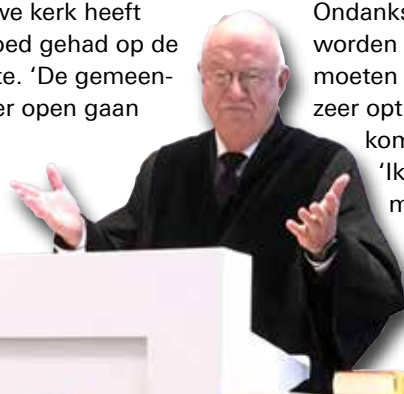 we kerk heeft
oed gehad op de
te. ‘De gemeen-
er open gaan
Ondanks
worden
moeten
zeer opt
kom
‘Ik
m